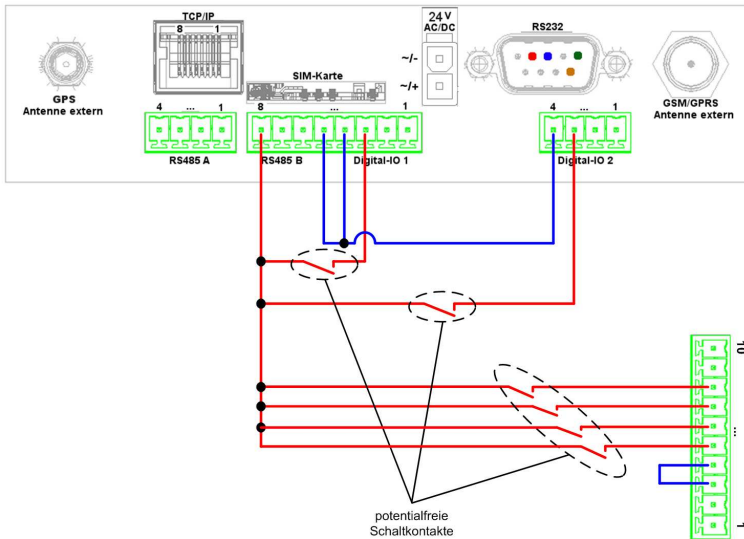 TCP/IP
8 1
24 V
AC/DC
~/-
~/+
RS232
SIM-Karte
GPS
Antenne extern
GSM/GPRS
Antenne extern
4 ... 1
8 ... 1
4 ... 1
RS485 A
RS485 B
Digital-IO 1
Digital-IO 2
10
...
1
potentialfreie
Schaltkontakte